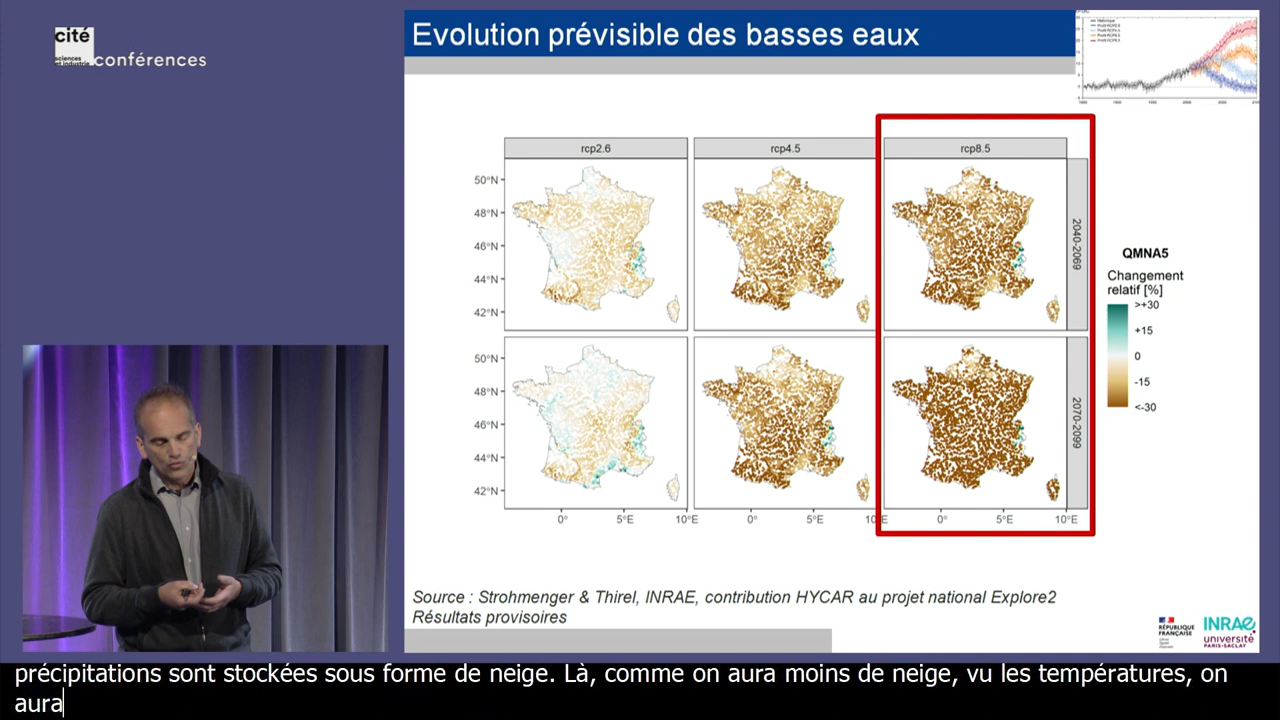 cité
sciences
et industrie
conférences
Evolution prévisible des basses eaux
rcp2.6
rcp4.5
rcp8.5
50°N
48°N
46°N
44°N
42°N
2040-2069
50°N
48°N
46°N
44°N
42°N
2070-2099
0°
5°E
10°E
0°
5°E
10°E
0°
5°E
10°E
QMNA5
Changement
relatif [%]
>+30
+15
0
-15
<-30
Source : Strohmenger & Thirel, INRAE, contribution HYCAR au projet national Explore2
Résultats provisoires
RÉPUBLIQUE
FRANÇAISE
INRAE
université
PARIS-SACLAY
précipitations sont stockées sous forme de neige. Là, comme on aura moins de neige, vu les températures, on
aura